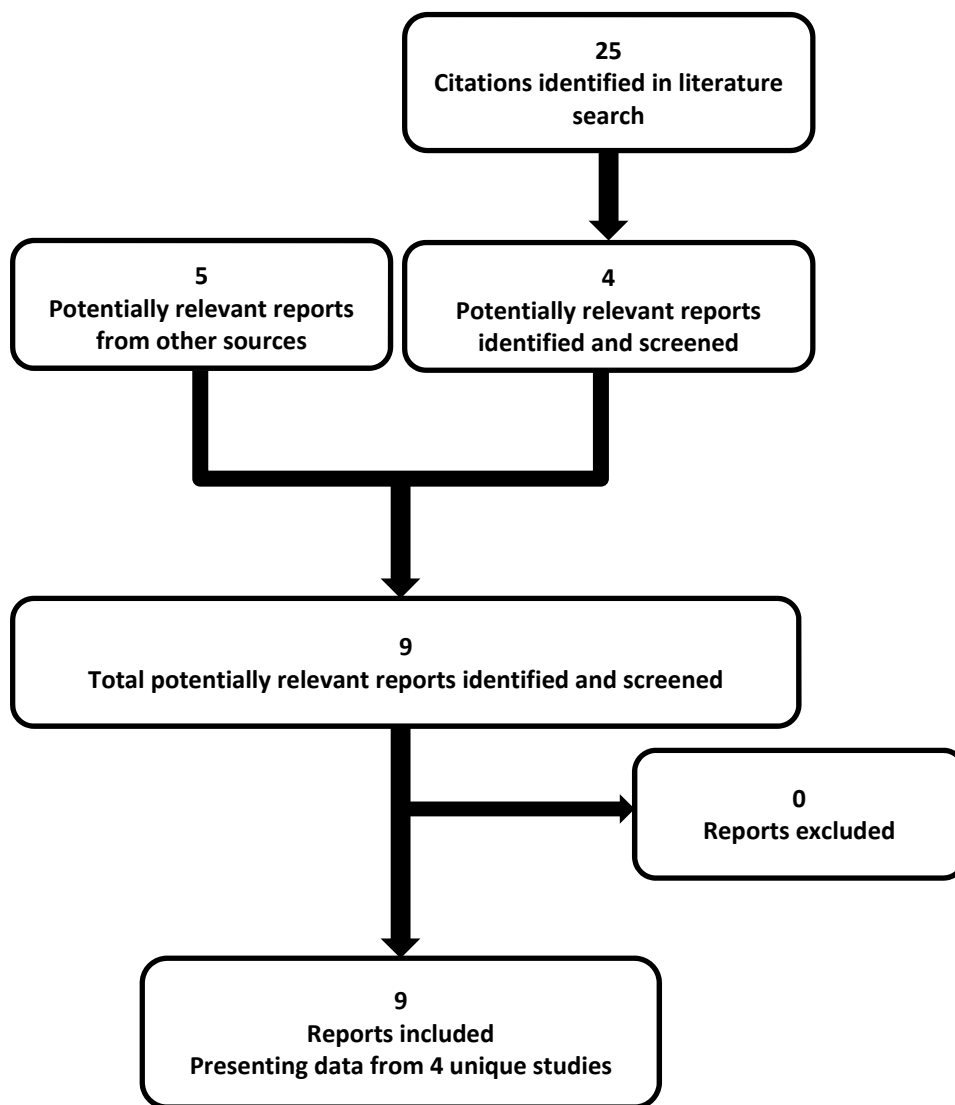 25
Citations identified in literature
search
5
Potentially relevant reports
from other sources
4
Potentially relevant reports
identified and screened
9
Total potentially relevant reports identified and screened
0
Reports excluded
9
Reports included
Presenting data from 4 unique studies